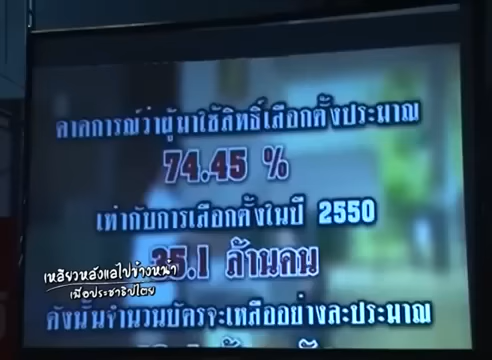 คาดการณ์ว่าผู้มาใช้สิทธิ์เลือกตั้งประมาณ
74.45 %
เท่ากับการเลือกตั้งในปี 2550
35.1 ล้านคน
เหลียวหลังแลไปข้างหน้า
เพื่อประชาธิปไตย
ดังนั้นจำนวนบัตรจะเหลืออย่างละประมาณ